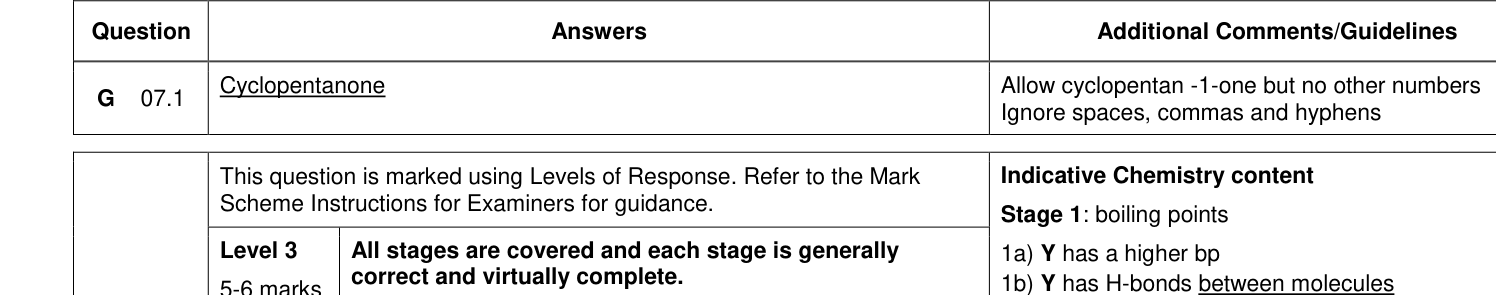 Question Answers Additional Comments/Guidelines
G 07.1 Cyclopentanone
Allow cyclopentan -1-one but no other numbers
Ignore spaces, commas and hyphens
This question is marked using Levels of Response. Refer to the Mark
Scheme Instructions for Examiners for guidance.
Level 3
5-6 marks
All stages are covered and each stage is generally
correct and virtually complete.
Indicative Chemistry content
Stage 1: boiling points
1a) Y has a higher bp
1b) Y has H-bonds between molecules